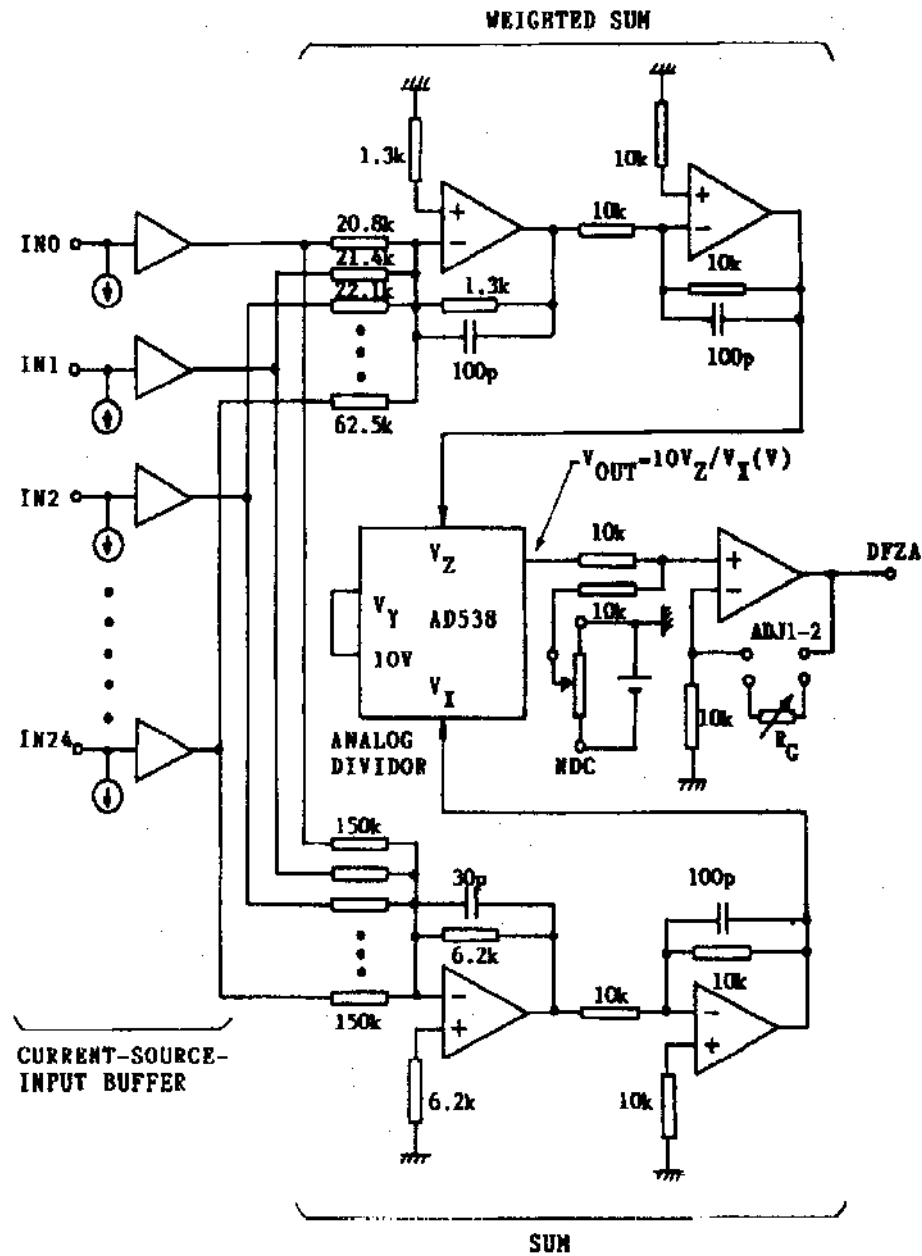 WEIGHTED SUM
1.3k
10k
20.8k
21.4k
22.1k
62.5k
10k
1.3k
100p
10k
100p
IN0
IN1
IN2
IN24
V_OUT=10V_Z/V_X(V)
V_Z
V_Y
AD538
10V
V_X
10k
10k
DFZA
ADJ1-2
10k
R_G
NDC
ANALOG
DIVIDOR
150k
30p
6.2k
150k
6.2k
100p
10k
10k
10k
CURRENT-SOURCE-
INPUT BUFFER
SUM